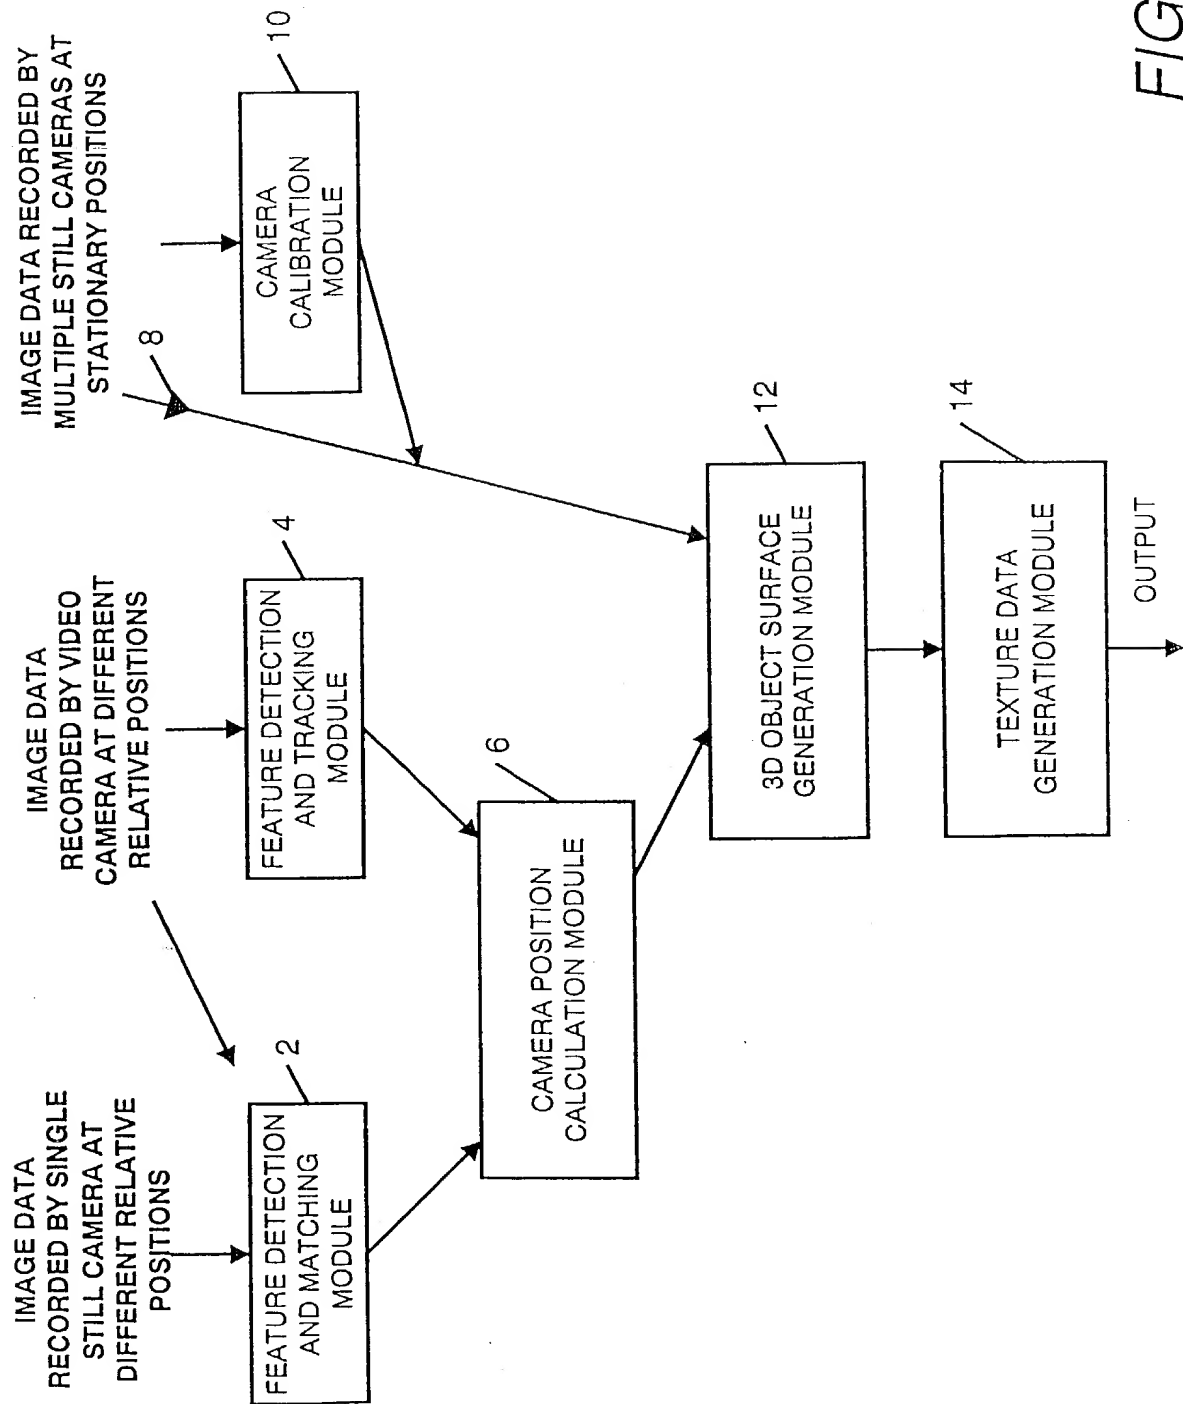 IMAGE DATA
RECORDED BY SINGLE
STILL CAMERA AT
DIFFERENT RELATIVE
POSITIONS
IMAGE DATA
RECORDED BY VIDEO
CAMERA AT DIFFERENT
RELATIVE POSITIONS
IMAGE DATA RECORDED BY
MULTIPLE STILL CAMERAS AT
STATIONARY POSITIONS
8
2
FEATURE DETECTION
AND MATCHING
MODULE
4
FEATURE DETECTION
AND TRACKING
MODULE
10
CAMERA
CALIBRATION
MODULE
6
CAMERA POSITION
CALCULATION MODULE
12
3D OBJECT SURFACE
GENERATION MODULE
14
TEXTURE DATA
GENERATION MODULE
OUTPUT
FIG